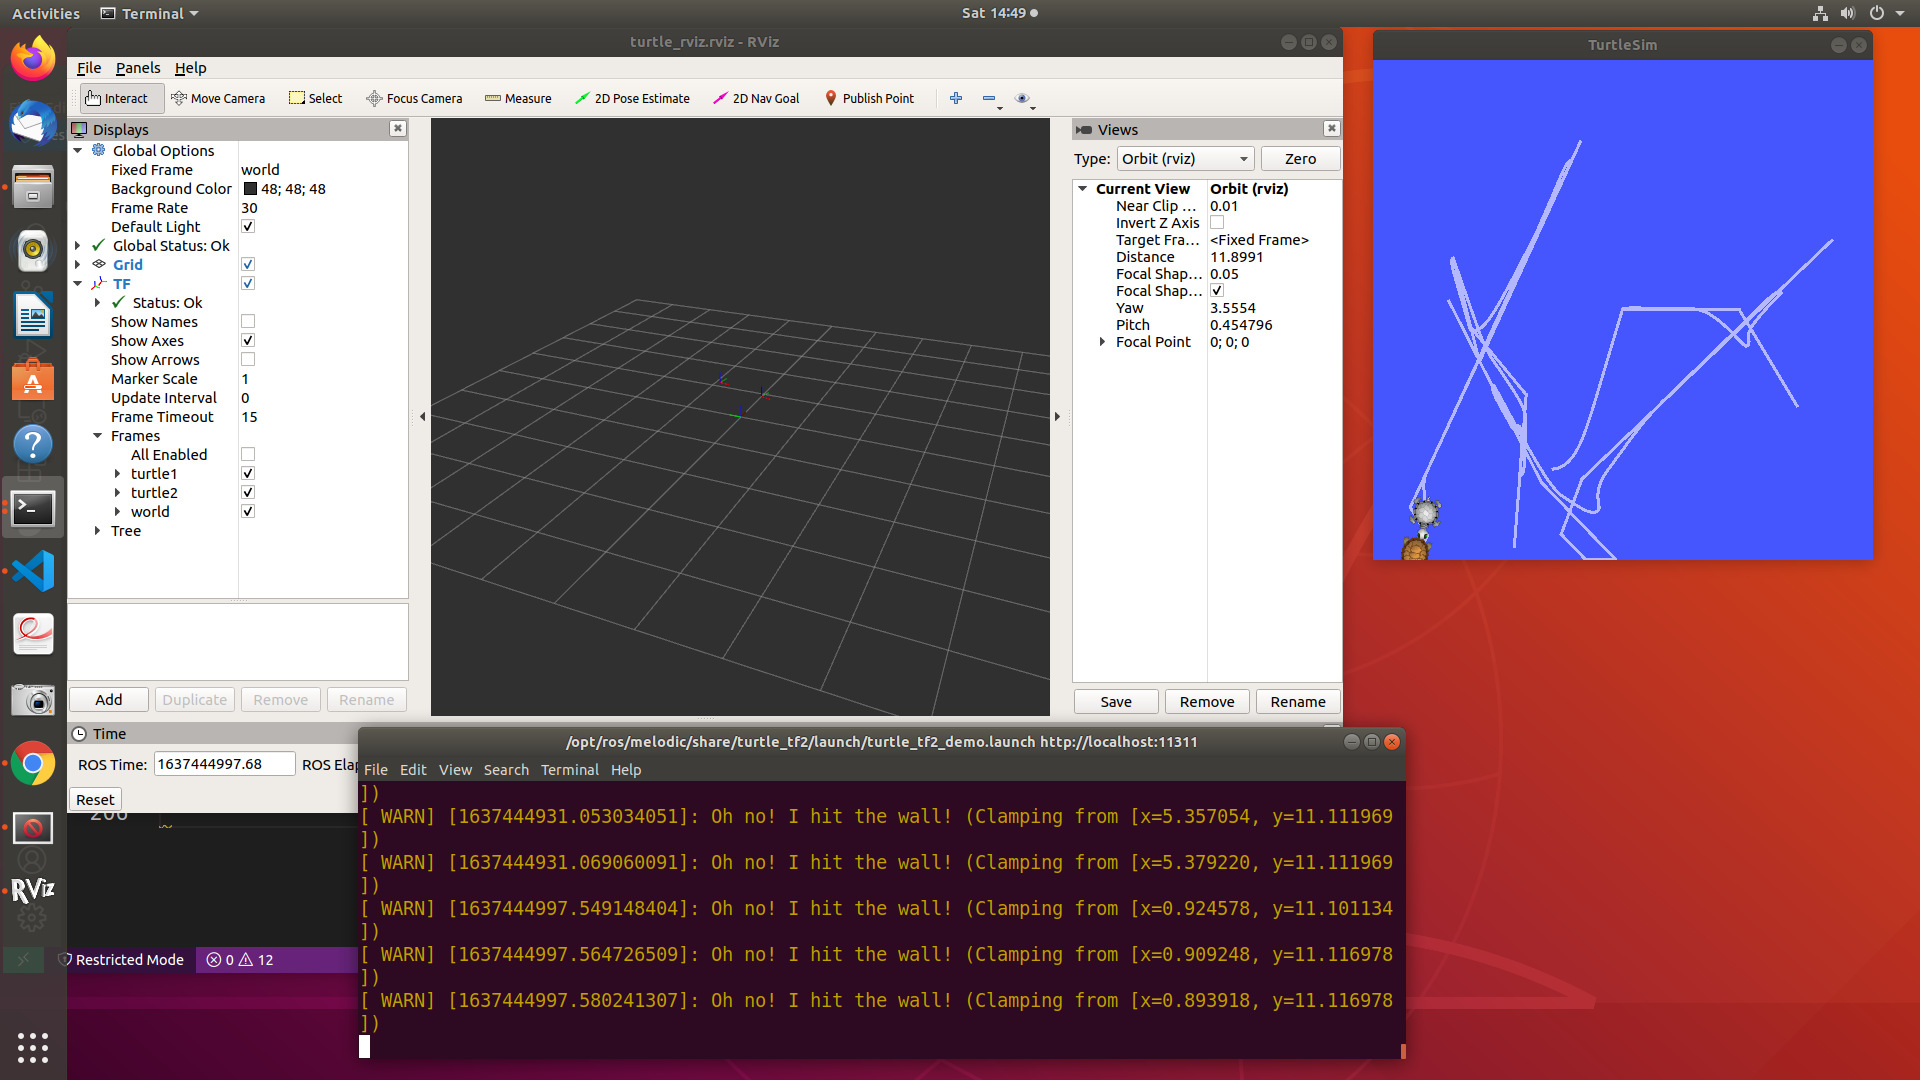 Activities Terminal Sat 14:49
turtle_rviz.rviz - RViz
TurtleSim
File Panels Help
Interact Move Camera Select Focus Camera Measure 2D Pose Estimate 2D Nav Goal Publish Point
Displays
Global Options
Fixed Frame world
Background Color 48; 48; 48
Frame Rate 30
Default Light
Global Status: Ok
Grid
TF
Status: Ok
Show Names
Show Axes
Show Arrows
Marker Scale 1
Update Interval 0
Frame Timeout 15
Frames
All Enabled
turtle1
turtle2
world
Tree
Add Duplicate Remove Rename
Views
Type: Orbit (rviz) Zero
Current View Orbit (rviz)
Near Clip ... 0.01
Invert Z Axis
Target Fra... <Fixed Frame>
Distance 11.8991
Focal Shap... 0.05
Focal Shap...
Yaw 3.5554
Pitch 0.454796
Focal Point 0; 0; 0
Save Remove Rename
Time
ROS Time: 1637444997.68 ROS Elap
Reset
206
Restricted Mode 0 12
RViz
/opt/ros/melodic/share/turtle_tf2/launch/turtle_tf2_demo.launch http://localhost:11311
File Edit View Search Terminal Help
])
[ WARN] [1637444931.053034051]: Oh no! I hit the wall! (Clamping from [x=5.357054, y=11.111969
])
[ WARN] [1637444931.069060091]: Oh no! I hit the wall! (Clamping from [x=5.379220, y=11.111969
])
[ WARN] [1637444997.549148404]: Oh no! I hit the wall! (Clamping from [x=0.924578, y=11.101134
])
[ WARN] [1637444997.564726509]: Oh no! I hit the wall! (Clamping from [x=0.909248, y=11.116978
])
[ WARN] [1637444997.580241307]: Oh no! I hit the wall! (Clamping from [x=0.893918, y=11.116978
])